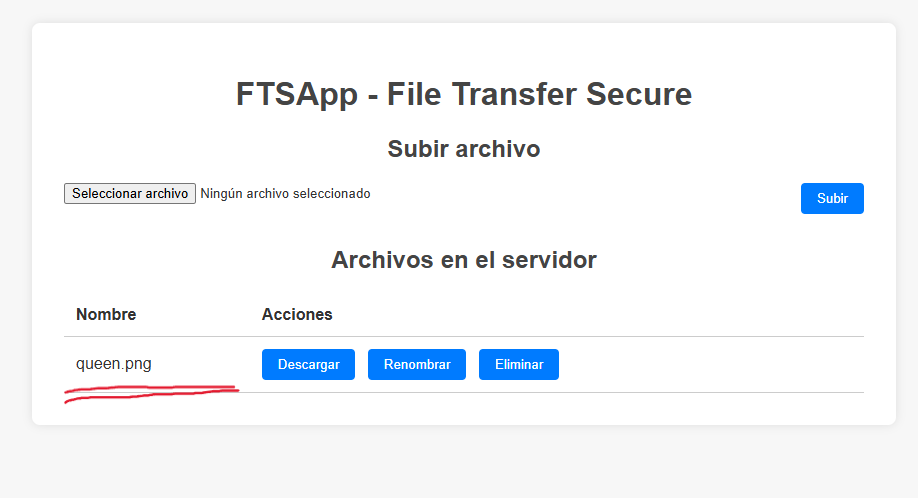 FTSApp - File Transfer Secure
Subir archivo
Seleccionar archivo Ningún archivo seleccionado Subir
Archivos en el servidor
Nombre Acciones
queen.png Descargar Renombrar Eliminar